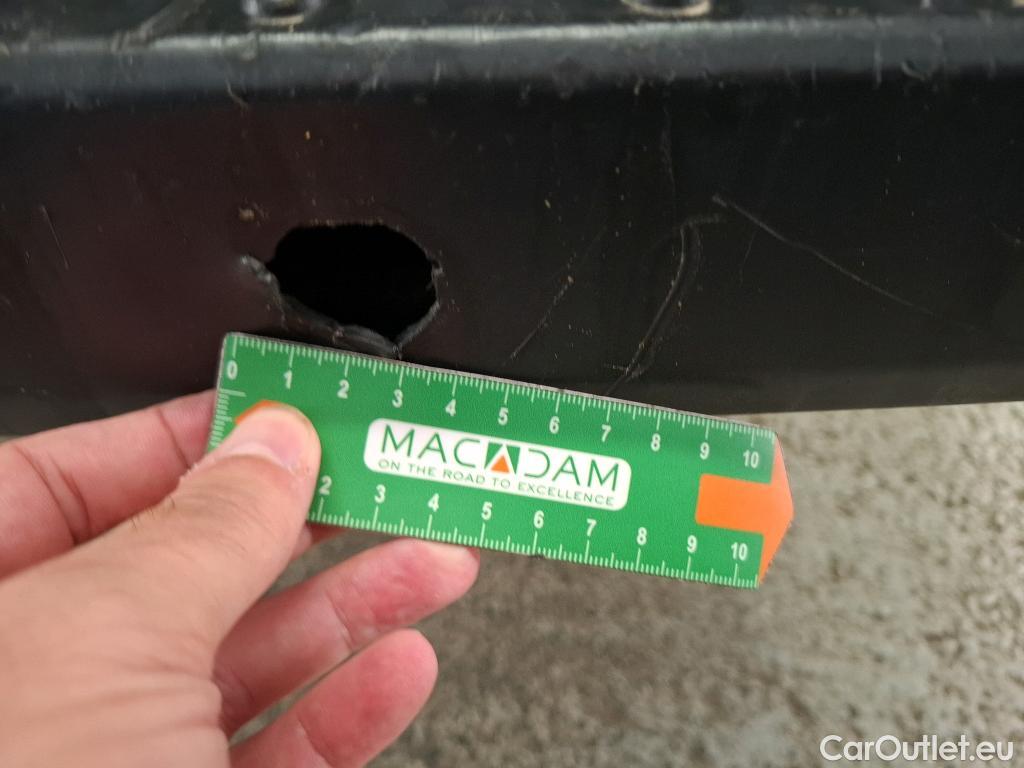 0 1 2 3 4 5 6 7 8 9 10
MACADAM
ON THE ROAD TO EXCELLENCE
2 3 4 5 6 7 8 9 10
CarOutlet.eu